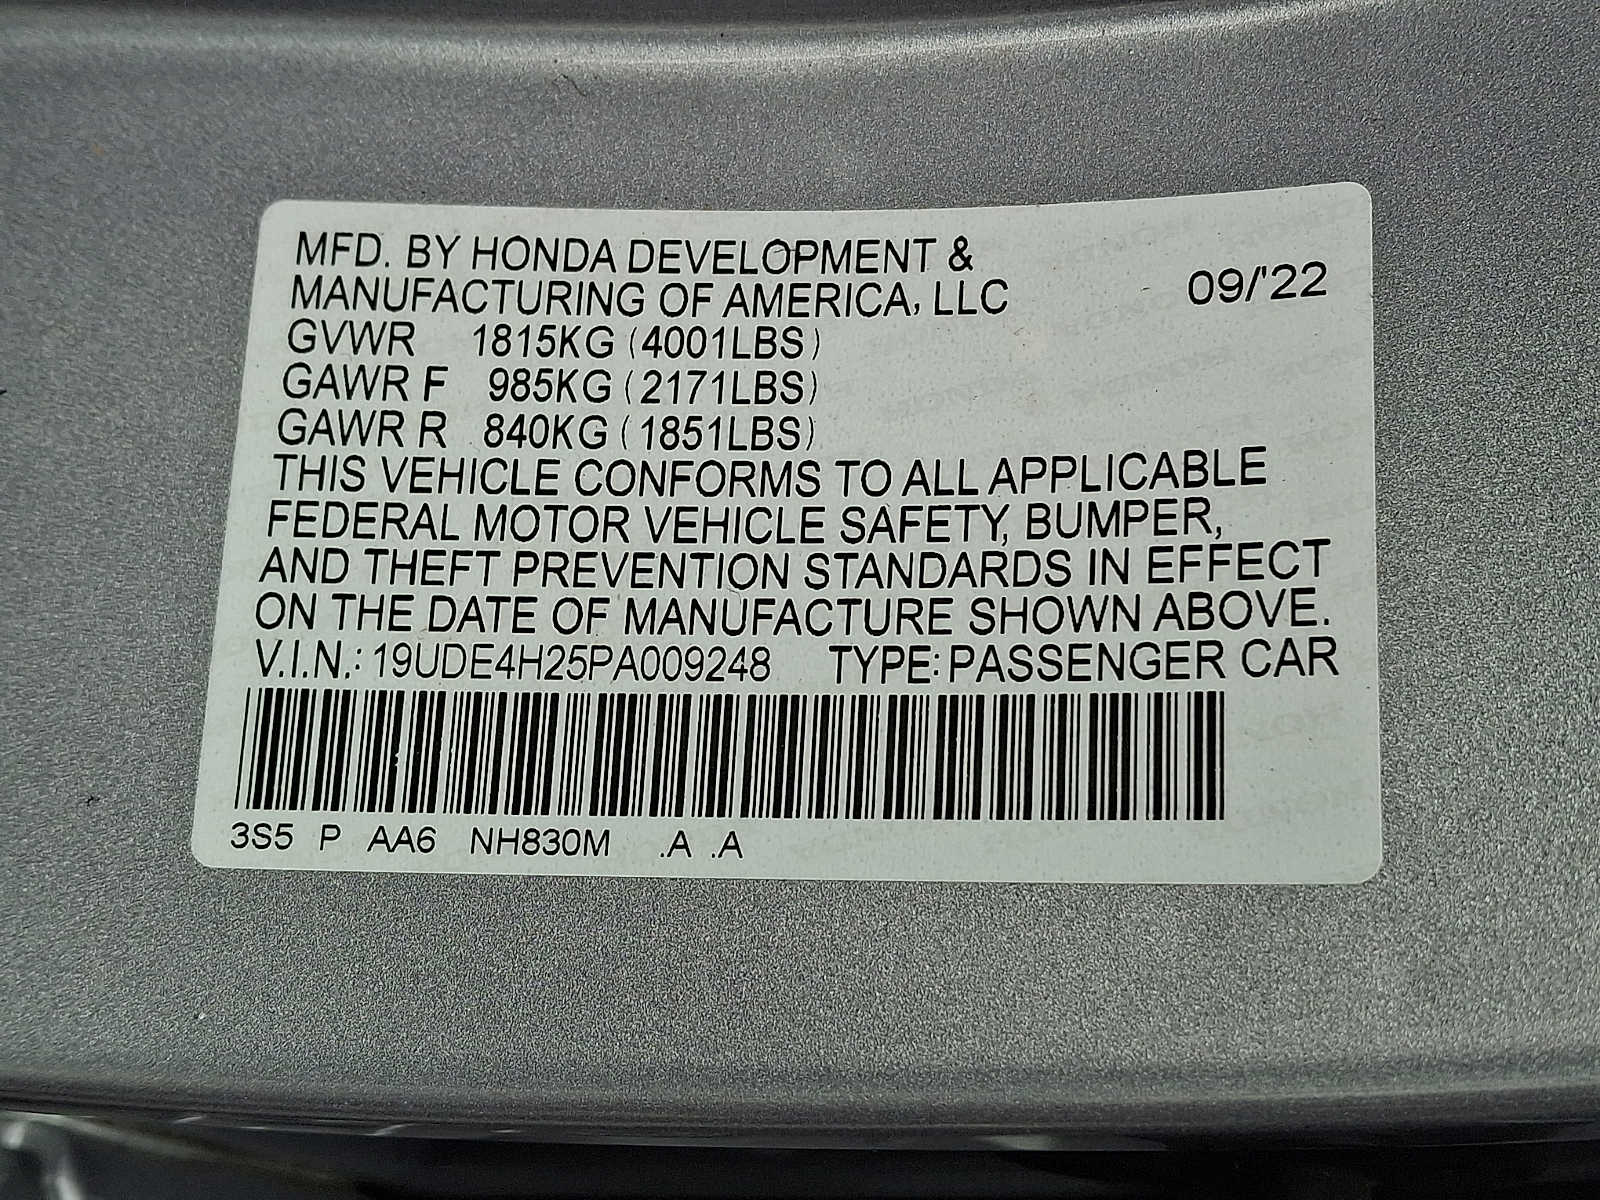 MFD. BY HONDA DEVELOPMENT &
MANUFACTURING OF AMERICA, LLC 09/'22
GVWR 1815KG (4001LBS)
GAWR F 985KG (2171LBS)
GAWR R 840KG (1851LBS)
THIS VEHICLE CONFORMS TO ALL APPLICABLE
FEDERAL MOTOR VEHICLE SAFETY, BUMPER,
AND THEFT PREVENTION STANDARDS IN EFFECT
ON THE DATE OF MANUFACTURE SHOWN ABOVE.
V.I.N.: 19UDE4H25PA009248 TYPE: PASSENGER CAR
3S5 P AA6 NH830M .A .A